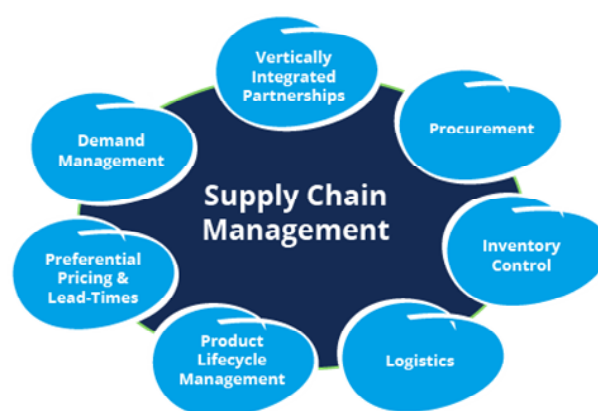 Vertically
Integrated
Partnerships
Procurement
Inventory
Control
Logistics
Product
Lifecycle
Management
Preferential
Pricing &
Lead-Times
Demand
Management
Supply Chain
Management